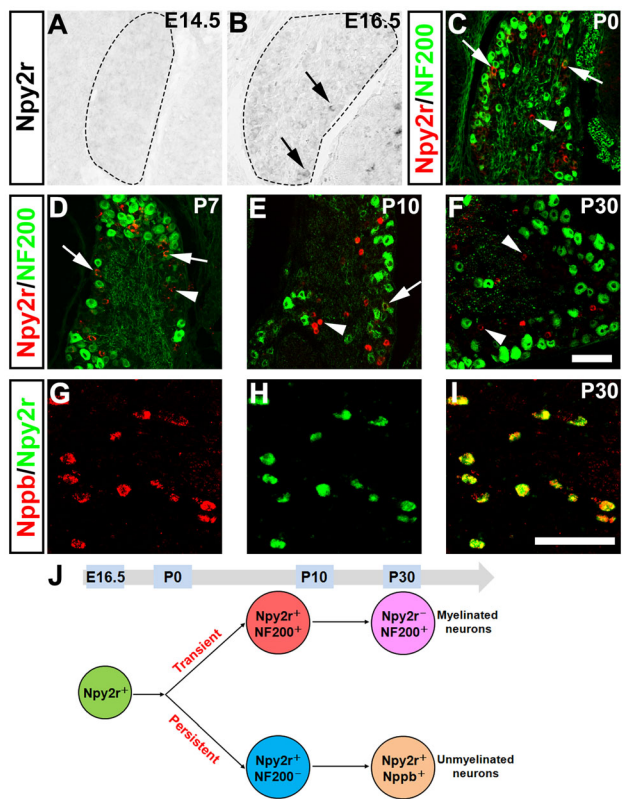 Npy2r
A
E14.5
B
E16.5
Npy2r/NF200
C
P0
Npy2r/NF200
D
P7
E
P10
F
P30
Nppb/Npy2r
G
H
I
P30
J
E16.5
P0
P10
P30
Npy2r⁺
Transient
Persistent
Npy2r⁺
NF200⁺
Npy2r⁻
NF200⁺
Myelinated
neurons
Npy2r⁺
NF200⁻
Npy2r⁺
Nppb⁺
Unmyelinated
neurons